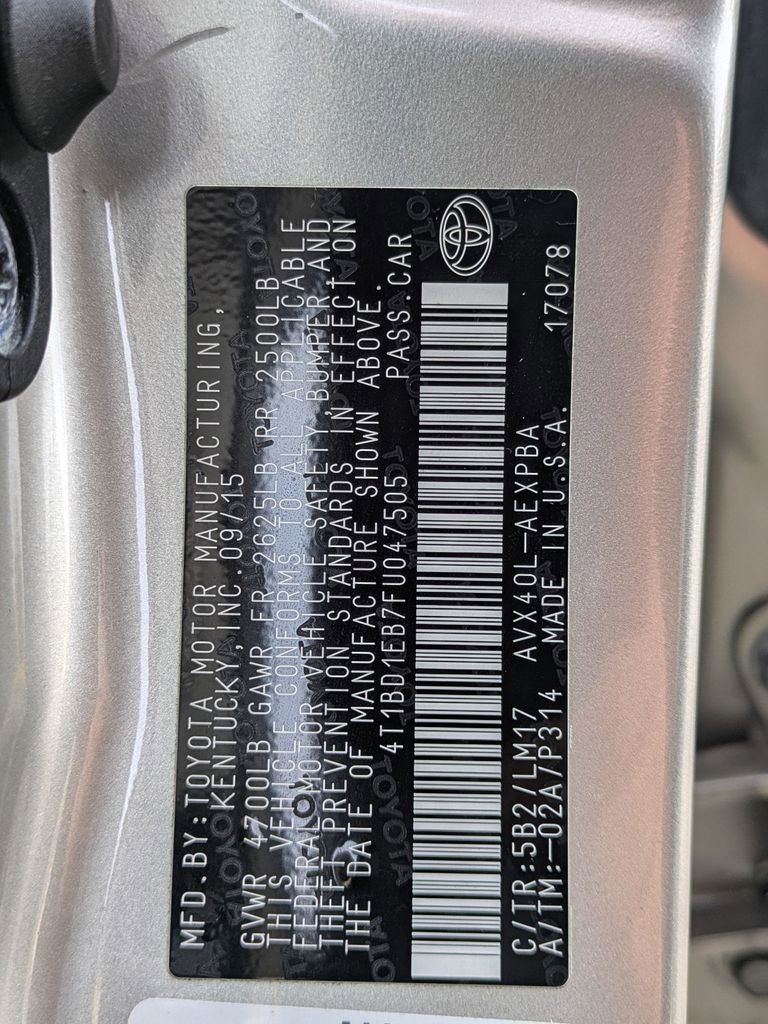 MFD.BY:TOYOTA MOTOR MANUFACTURING,
KENTUCKY,INC 09/15
GVWR 4700LB GAWR FR 2625LB RR 2500LB
THIS VEHICLE CONFORMS TO ALL APPLICABLE
FEDERAL MOTOR VEHICLE SAFETY,BUMPER,AND
THEFT PREVENTION STANDARDS IN EFFECT ON
THE DATE OF MANUFACTURE SHOWN ABOVE.
4T1BD1EB7FU047505 PASS.CAR
C/TR:5B2/LM17 AVX40L-AEXPBA
A/TM:-02A/P314 MADE IN U.S.A. 17078